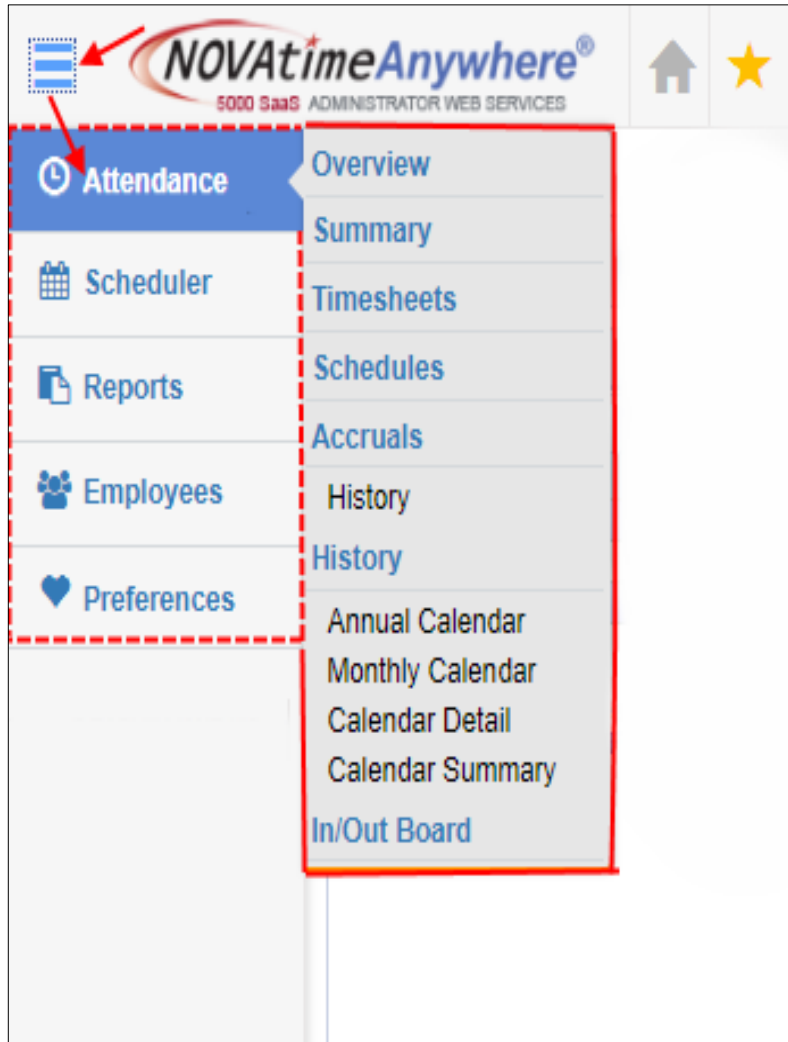 NOVAtimeAnywhere®
5000 SaaS ADMINISTRATOR WEB SERVICES
Attendance
Scheduler
Reports
Employees
Preferences
Overview
Summary
Timesheets
Schedules
Accruals
History
History
Annual Calendar
Monthly Calendar
Calendar Detail
Calendar Summary
In/Out Board